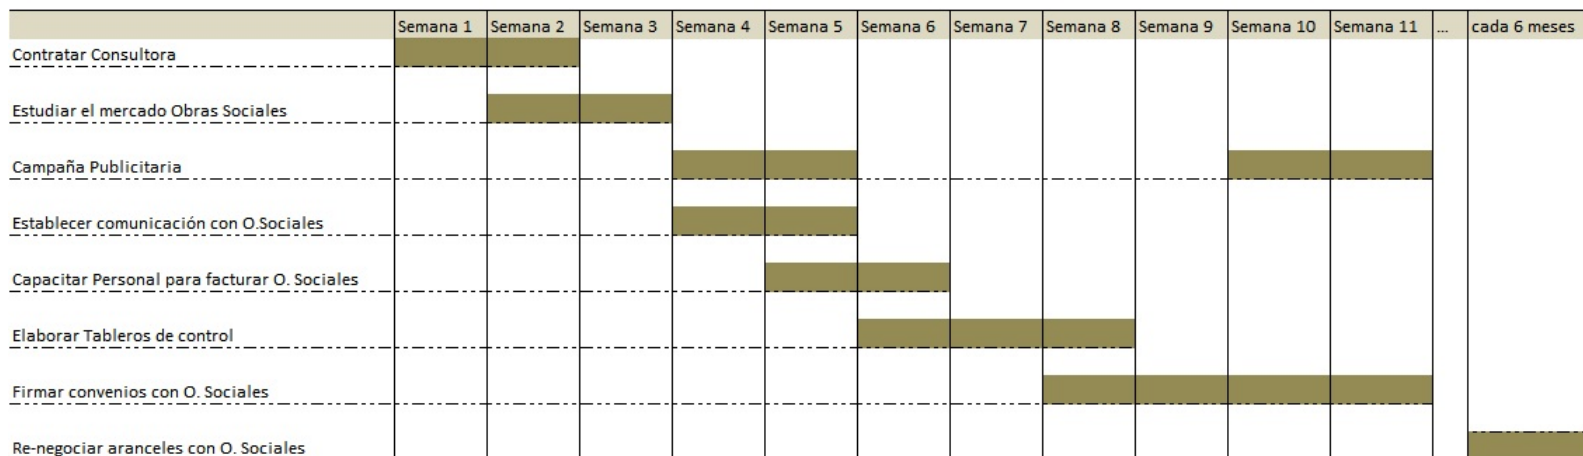 Semana 1 Semana 2 Semana 3 Semana 4 Semana 5 Semana 6 Semana 7 Semana 8 Semana 9 Semana 10 Semana 11 ... cada 6 meses
Contratar Consultora
Estudiar el mercado Obras Sociales
Campaña Publicitaria
Establecer comunicación con O.Sociales
Capacitar Personal para facturar O. Sociales
Elaborar Tableros de control
Firmar convenios con O. Sociales
Re-negociar aranceles con O. Sociales